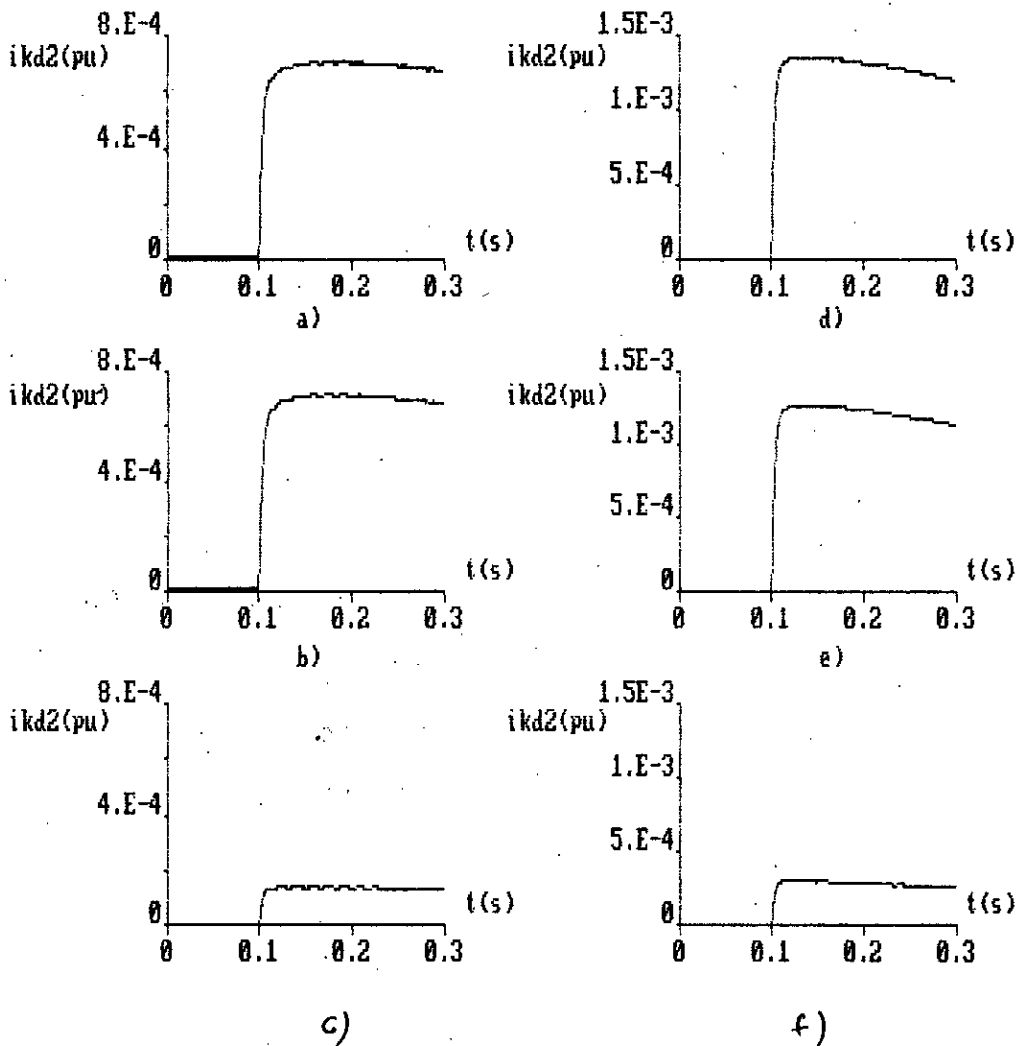 8.E-4
ikd2(pu)
4.E-4
0
t(s)
0 0.1 0.2 0.3
a)
1.5E-3
ikd2(pu)
1.E-3
5.E-4
0
t(s)
0 0.1 0.2 0.3
d)
8.E-4
ikd2(pu)
4.E-4
0
t(s)
0 0.1 0.2 0.3
b)
1.5E-3
ikd2(pu)
1.E-3
5.E-4
0
t(s)
0 0.1 0.2 0.3
e)
8.E-4
ikd2(pu)
4.E-4
0
t(s)
0 0.1 0.2 0.3
c)
1.5E-3
ikd2(pu)
1.E-3
5.E-4
0
t(s)
0 0.1 0.2 0.3
f)